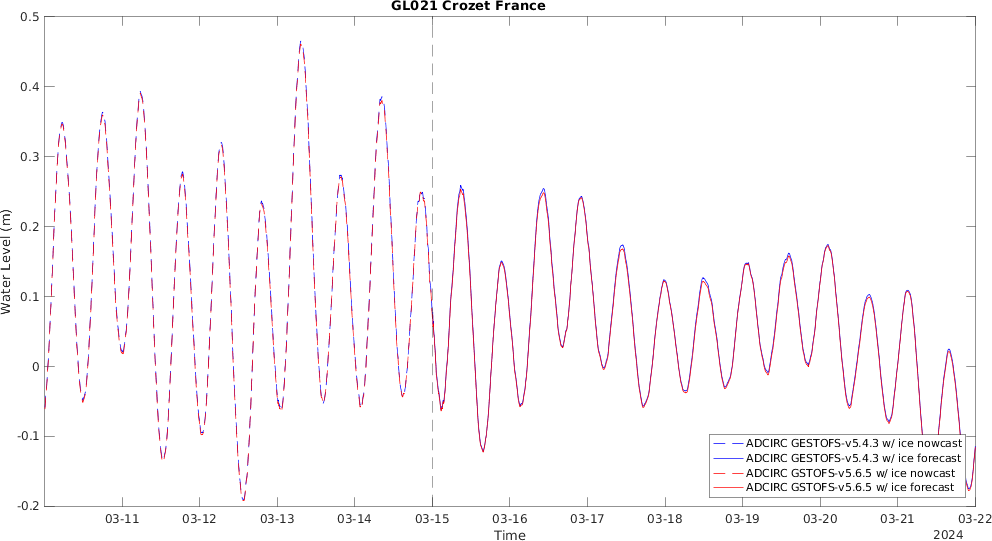 GL021 Crozet France
0.5
0.4
0.3
0.2
0.1
0
-0.1
-0.2
Water Level (m)
ADCIRC GESTOFS-v5.4.3 w/ ice nowcast
ADCIRC GESTOFS-v5.4.3 w/ ice forecast
ADCIRC GSTOFS-v5.6.5 w/ ice nowcast
ADCIRC GSTOFS-v5.6.5 w/ ice forecast
03-11 03-12 03-13 03-14 03-15 03-16 03-17 03-18 03-19 03-20 03-21 03-22
Time
2024